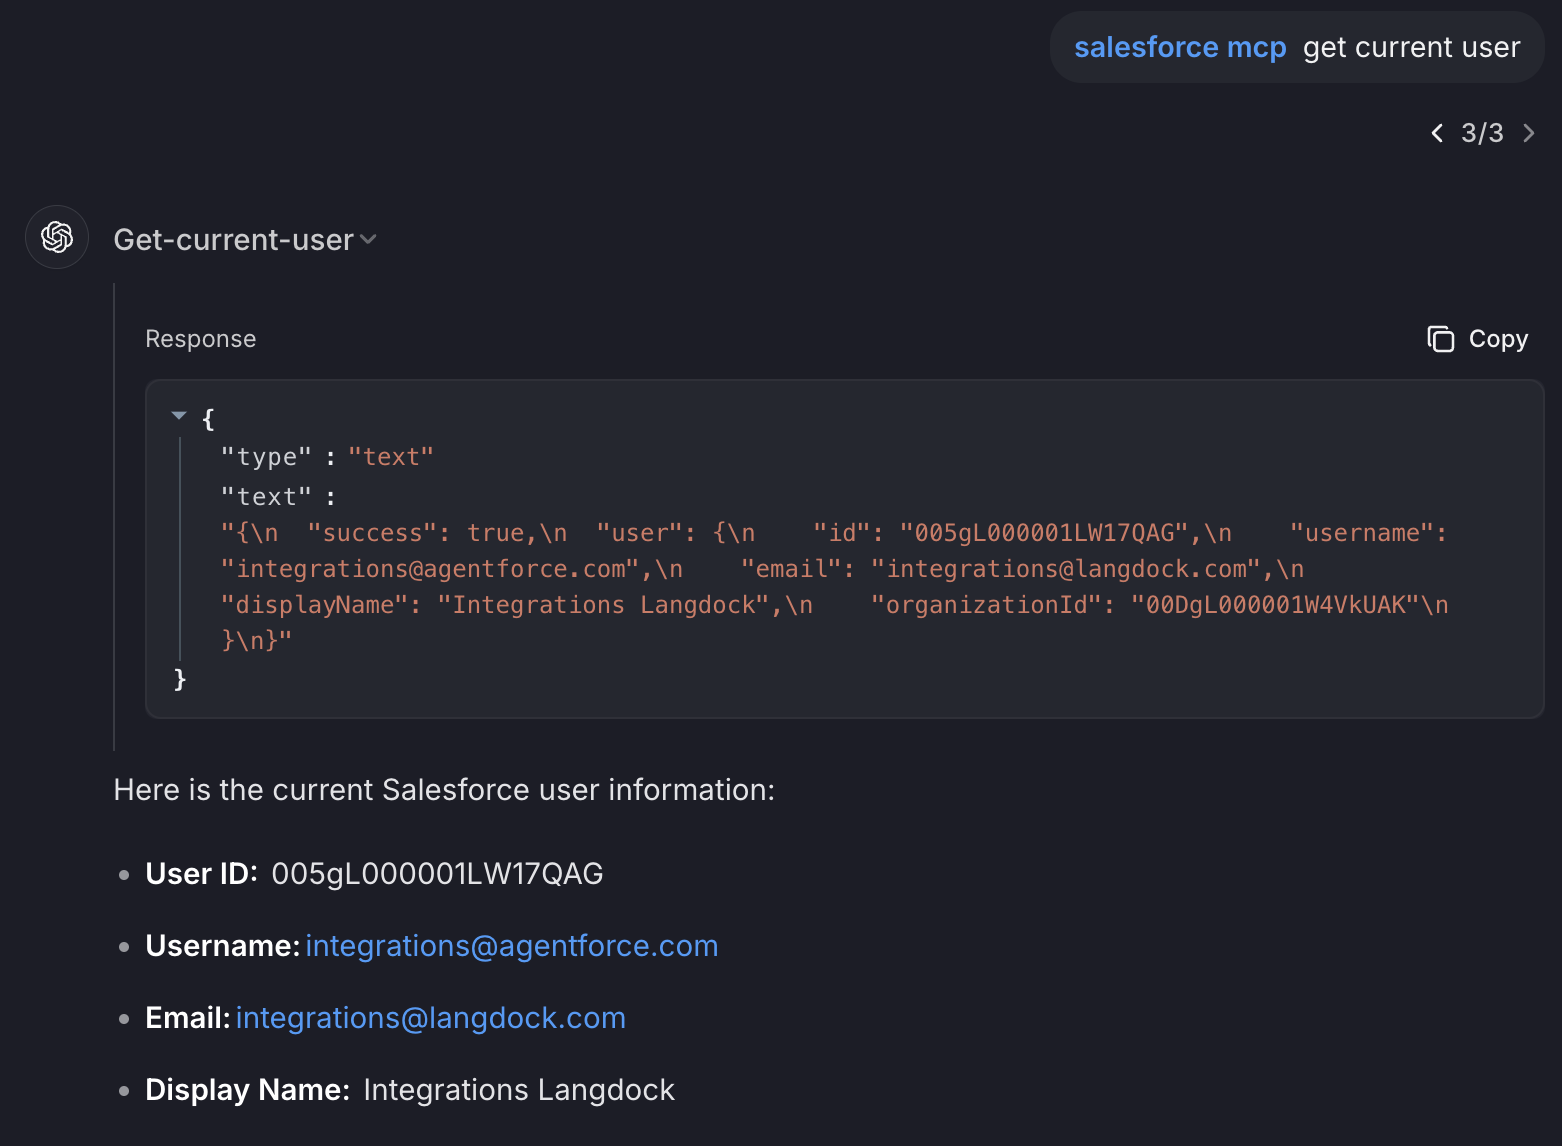 salesforce mcp get current user
3/3
Get-current-user
Response
Copy
{
"type" : "text"
"text" :
"{\n  "success": true,\n  "user": {\n    "id": "005gL000001LW17QAG",\n    "username":
"integrations@agentforce.com",\n    "email": "integrations@langdock.com",\n
"displayName": "Integrations Langdock",\n    "organizationId": "00DgL000001W4VkUAK"\n
}\n}"
}
Here is the current Salesforce user information:
• User ID: 005gL000001LW17QAG
• Username: integrations@agentforce.com
• Email: integrations@langdock.com
• Display Name: Integrations Langdock